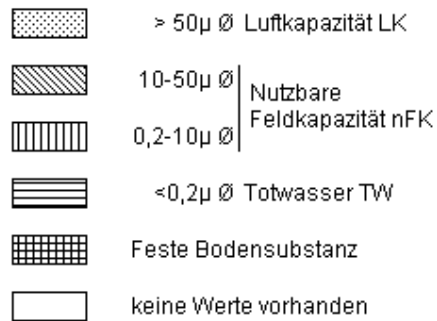 > 50µ Ø Luftkapazität LK
10-50µ Ø
Nutzbare
Feldkapazität nFK
0,2-10µ Ø
<0,2µ Ø Totwasser TW
Feste Bodensubstanz
keine Werte vorhanden